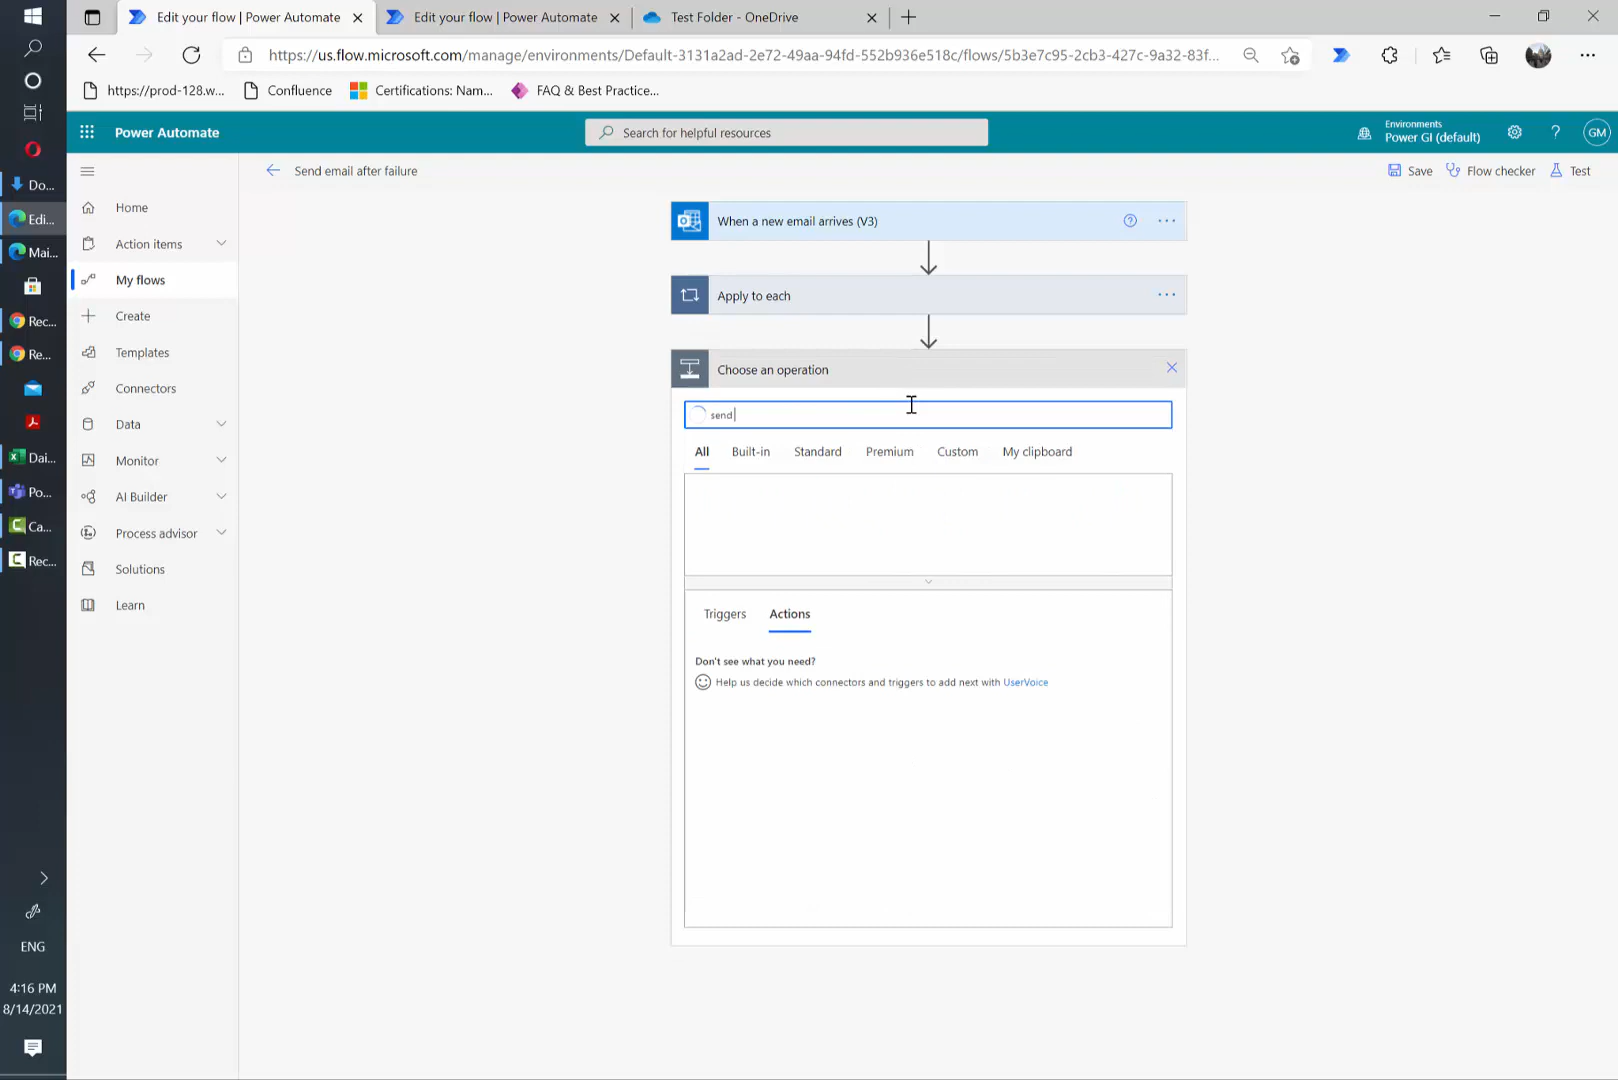 Edit your flow | Power Automate
Edit your flow | Power Automate
Test Folder - OneDrive
https://us.flow.microsoft.com/manage/environments/Default-3131a2ad-2e72-49aa-94fd-552b936e518c/flows/5b3e7c95-2cb3-427c-9a32-83f...
https://prod-128.w...
Confluence
Certifications: Nam...
FAQ & Best Practice...
Power Automate
Search for helpful resources
Environments
Power GI (default)
?
GM
Send email after failure
Save
Flow checker
Test
Home
Action items
My flows
Create
Templates
Connectors
Data
Monitor
AI Builder
Process advisor
Solutions
Learn
When a new email arrives (V3)
Apply to each
Choose an operation
send
All
Built-in
Standard
Premium
Custom
My clipboard
Triggers
Actions
Don't see what you need?
Help us decide which connectors and triggers to add next with UserVoice
Do...
Edi...
Mai...
Rec...
Re...
Dai...
Po...
Ca...
Rec...
ENG
4:16 PM
8/14/2021